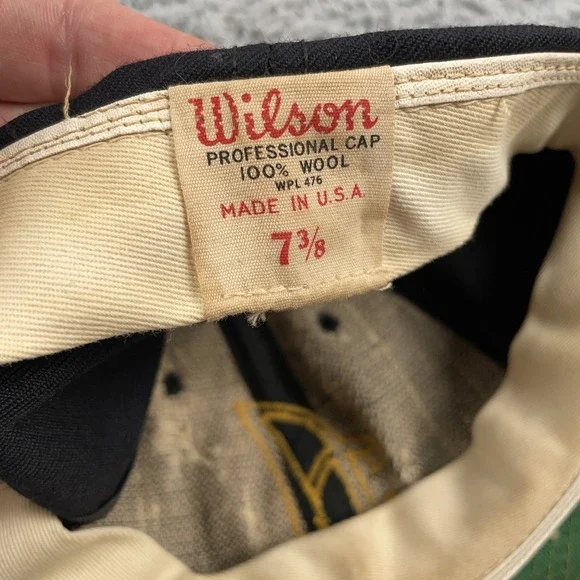 Wilson
PROFESSIONAL CAP
100% WOOL
WPL 476
MADE IN U.S.A.
7 3/8